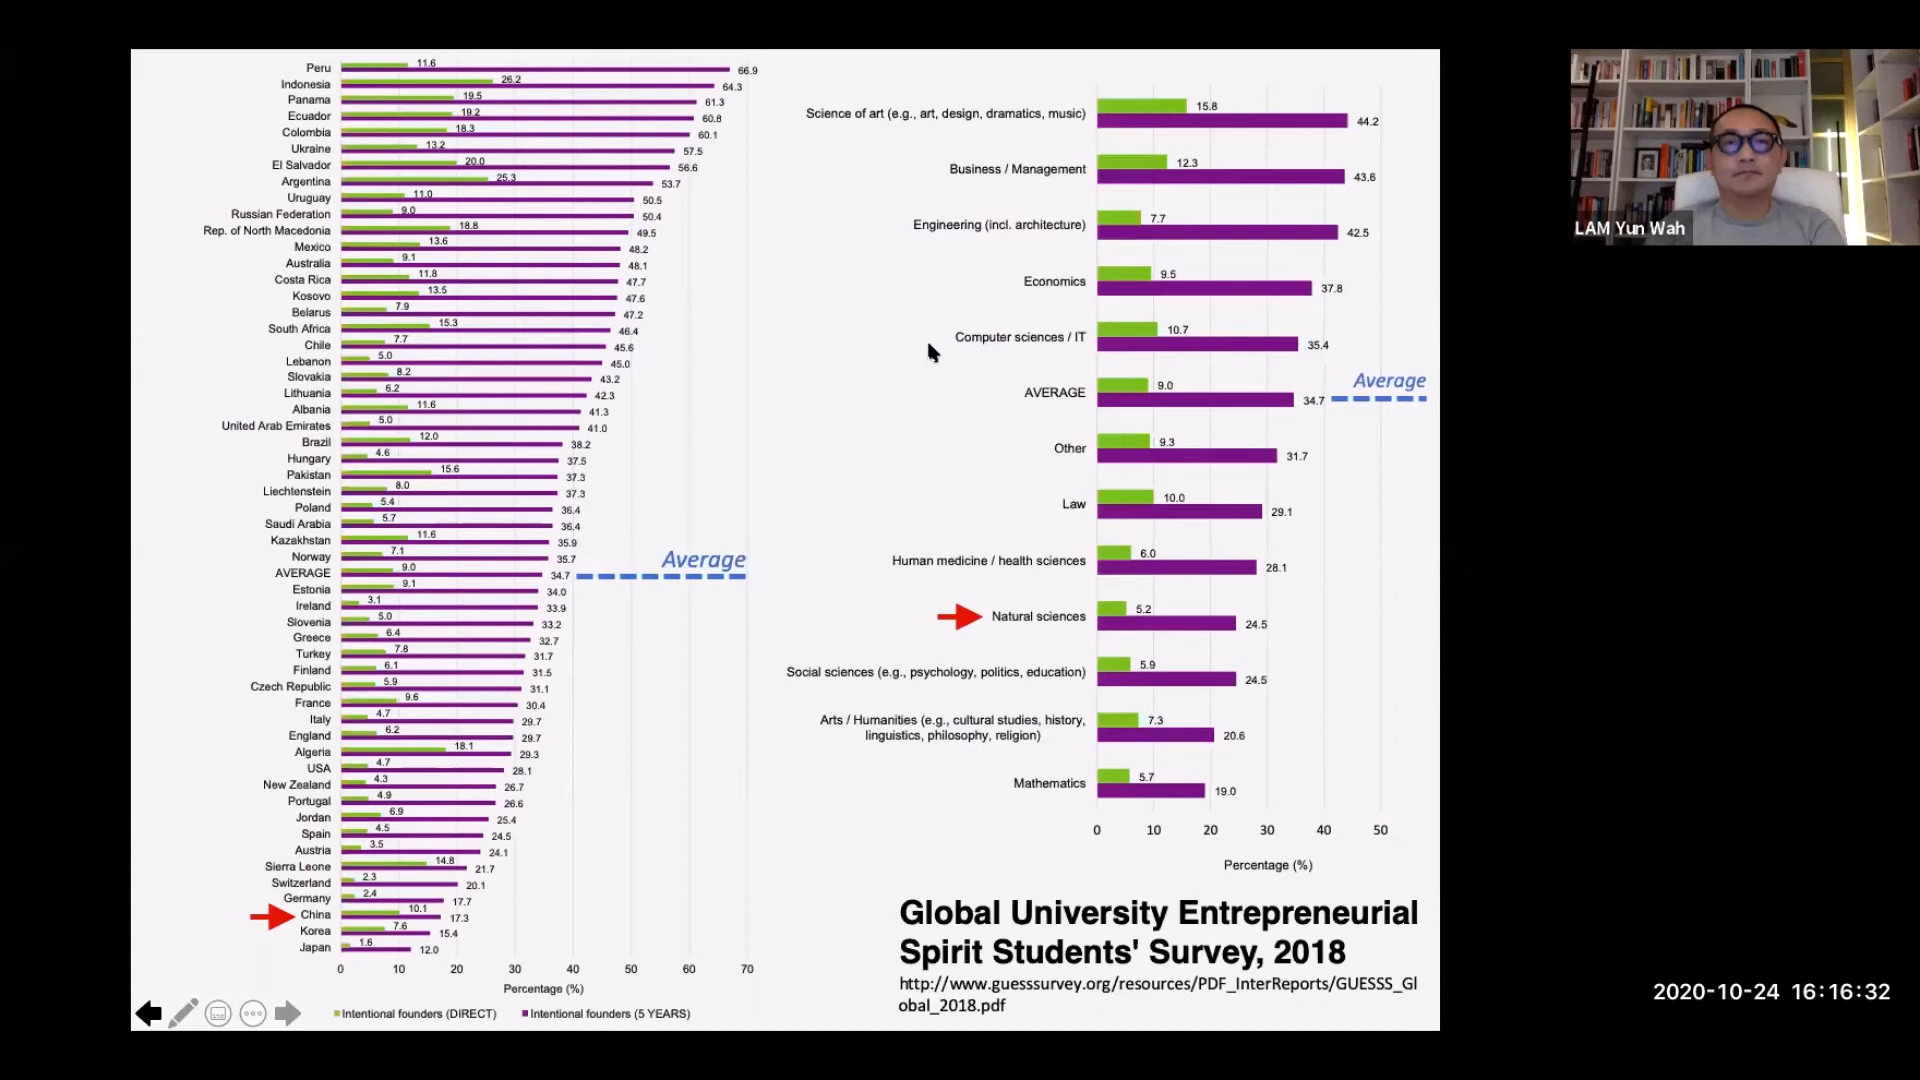 Peru 11.6 66.9
Indonesia 26.2 64.3
Panama 19.5 61.3
Ecuador 19.2 60.8
Colombia 18.3 60.1
Ukraine 13.2 57.5
El Salvador 20.0 56.6
Argentina 25.3 53.7
Uruguay 11.0 50.5
Russian Federation 9.0 50.4
Rep. of North Macedonia 18.8 49.5
Mexico 13.6 48.2
Australia 9.1 48.1
Costa Rica 11.8 47.7
Kosovo 13.5 47.6
Belarus 7.9 47.2
South Africa 15.3 46.4
Chile 7.7 45.6
Lebanon 5.0 45.0
Slovakia 8.2 43.2
Lithuania 6.2 42.3
Albania 11.6 41.3
United Arab Emirates 5.0 41.0
Brazil 12.0 38.2
Hungary 4.6 37.5
Pakistan 15.6 37.3
Liechtenstein 8.0 37.3
Poland 5.4 36.4
Saudi Arabia 5.7 36.4
Kazakhstan 11.6 35.9
Norway 7.1 35.7
AVERAGE 9.0 34.7
Average
Estonia 9.1 34.0
Ireland 3.1 33.9
Slovenia 5.0 33.2
Greece 6.4 32.7
Turkey 7.8 31.7
Finland 6.1 31.5
Czech Republic 5.9 31.1
France 9.6 30.4
Italy 4.7 29.7
England 6.2 29.7
Algeria 18.1 29.3
USA 4.7 28.1
New Zealand 4.3 26.7
Portugal 4.9 26.6
Jordan 6.9 25.4
Spain 4.5 24.5
Austria 3.5 24.1
Sierra Leone 14.8 21.7
Switzerland 2.3 20.1
Germany 2.4 17.7
China 10.1 17.3
Korea 7.6 15.4
Japan 1.6 12.0
0 10 20 30 40 50 60 70
Percentage (%)
Intentional founders (DIRECT) Intentional founders (5 YEARS)
Science of art (e.g., art, design, dramatics, music) 15.8 44.2
Business / Management 12.3 43.6
Engineering (incl. architecture) 7.7 42.5
Economics 9.5 37.8
Computer sciences / IT 10.7 35.4
AVERAGE 9.0 34.7
Average
Other 9.3 31.7
Law 10.0 29.1
Human medicine / health sciences 6.0 28.1
Natural sciences 5.2 24.5
Social sciences (e.g., psychology, politics, education) 5.9 24.5
Arts / Humanities (e.g., cultural studies, history,
linguistics, philosophy, religion) 7.3 20.6
Mathematics 5.7 19.0
0 10 20 30 40 50
Percentage (%)
Global University Entrepreneurial
Spirit Students' Survey, 2018
http://www.guesssurvey.org/resources/PDF_InterReports/GUESSS_Gl
obal_2018.pdf
LAM Yun Wah
2020-10-24 16:16:32